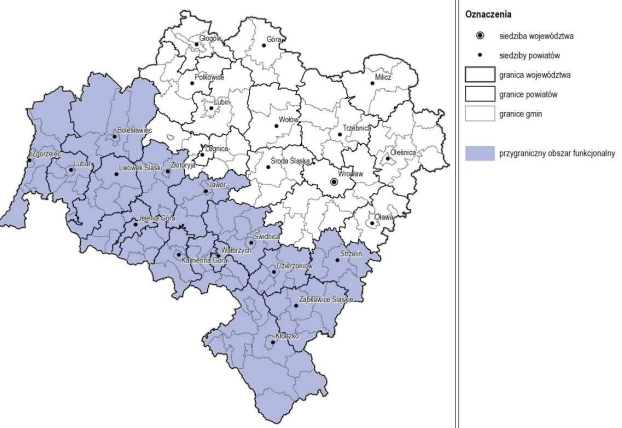 Głogów
Góra
Polkowice
Milicz
Lubin
Wołów
Trzebnica
Bolesławiec
Legnica
Oleśnica
Zgorzelec
Lubań
Lwówek Śląski
Złotoryja
Środa Śląska
Wrocław
Jawor
Jelenia Góra
Oława
Świdnica
Wałbrzych
Kamienna Góra
Strzelin
Dzierżoniów
Ząbkowice Śląskie
Kłodzko
Oznaczenia
siedziba województwa
siedziby powiatów
granica województwa
granice powiatów
granice gmin
przygraniczny obszar funkcjonalny